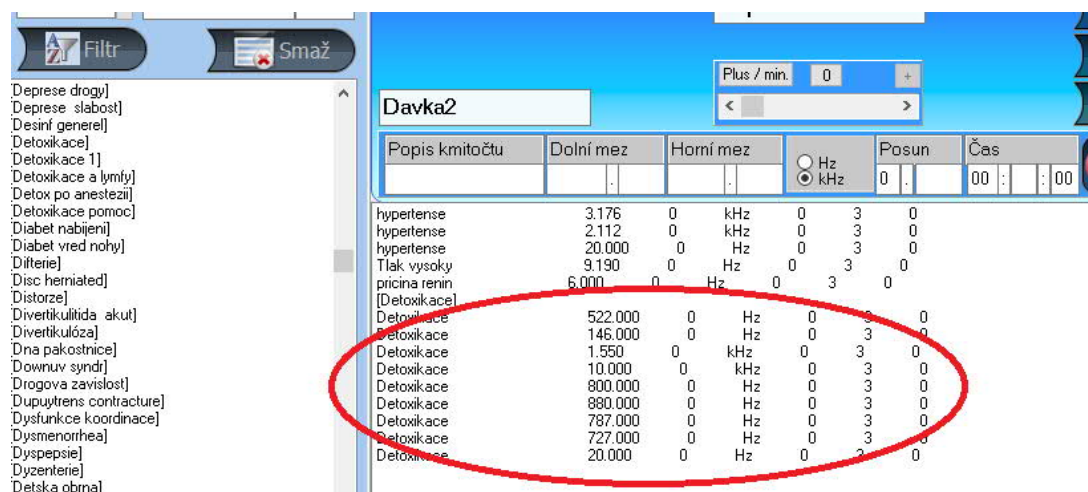 Filtr
Smaž
Deprese drogy]
Deprese slabost]
Desinf generel]
Detoxikace]
Detoxikace 1]
Detoxikace a lymfy]
Detox po anestezii]
Detoxikace pomoc]
Diabet nabijeni]
Diabet vred nohy]
Difterie]
Disc herniated]
Distorze]
Divertikulitida akut]
Divertikulóza]
Dna pakostnice]
Downuv syndr]
Drogova zavislost]
Dupuytrens contracture]
Dysfunkce koordinace]
Dysmenorrhea]
Dyspepsie]
Dyzenterie]
Detska obrna]
Plus / min. 0 +
< >
Davka2
Popis kmitočtu Dolní mez Horní mez Hz Posun Čas
. . kHz 0 . 00 : : 00
hypertense 3.176 0 kHz 0 3 0
hypertense 2.112 0 kHz 0 3 0
hypertense 20.000 0 Hz 0 3 0
Tlak vysoky 9.190 0 Hz 0 3 0
pricina renin 6.000 0 Hz 0 3 0
[Detoxikace]
Detoxikace 522.000 0 Hz 0 3 0
Detoxikace 146.000 0 Hz 0 3 0
Detoxikace 1.550 0 kHz 0 3 0
Detoxikace 10.000 0 kHz 0 3 0
Detoxikace 800.000 0 Hz 0 3 0
Detoxikace 880.000 0 Hz 0 3 0
Detoxikace 787.000 0 Hz 0 3 0
Detoxikace 727.000 0 Hz 0 3 0
Detoxikace 20.000 0 Hz 0 3 0